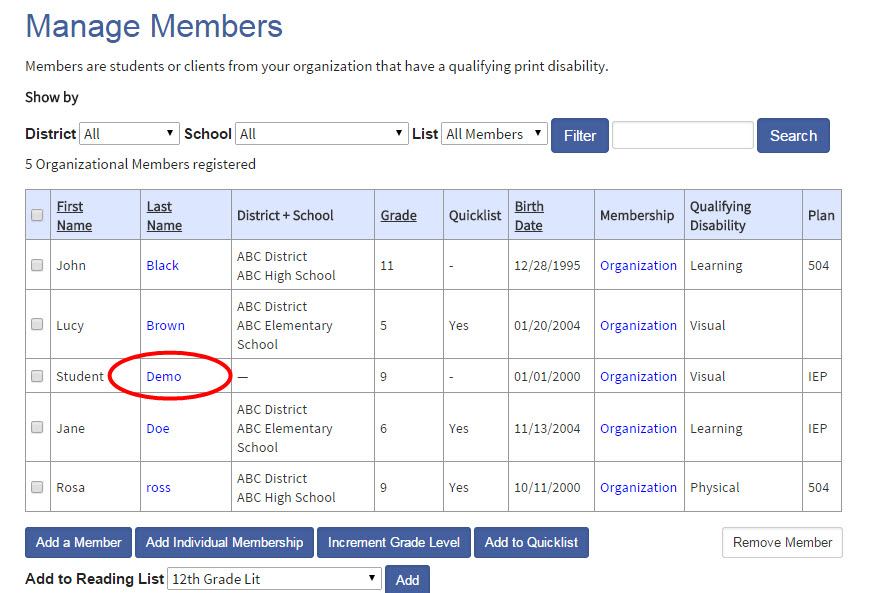 Manage Members
Members are students or clients from your organization that have a qualifying print disability.
Show by
District All School All List All Members Filter Search
5 Organizational Members registered
First Name Last Name District + School Grade Quicklist Birth Date Membership Qualifying Disability Plan
John Black ABC District ABC High School 11 - 12/28/1995 Organization Learning 504
Lucy Brown ABC District ABC Elementary School 5 Yes 01/20/2004 Organization Visual
Student Demo — 9 - 01/01/2000 Organization Visual IEP
Jane Doe ABC District ABC Elementary School 6 Yes 11/13/2004 Organization Learning IEP
Rosa ross ABC District ABC High School 9 Yes 10/11/2000 Organization Physical 504
Add a Member Add Individual Membership Increment Grade Level Add to Quicklist Remove Member
Add to Reading List 12th Grade Lit Add